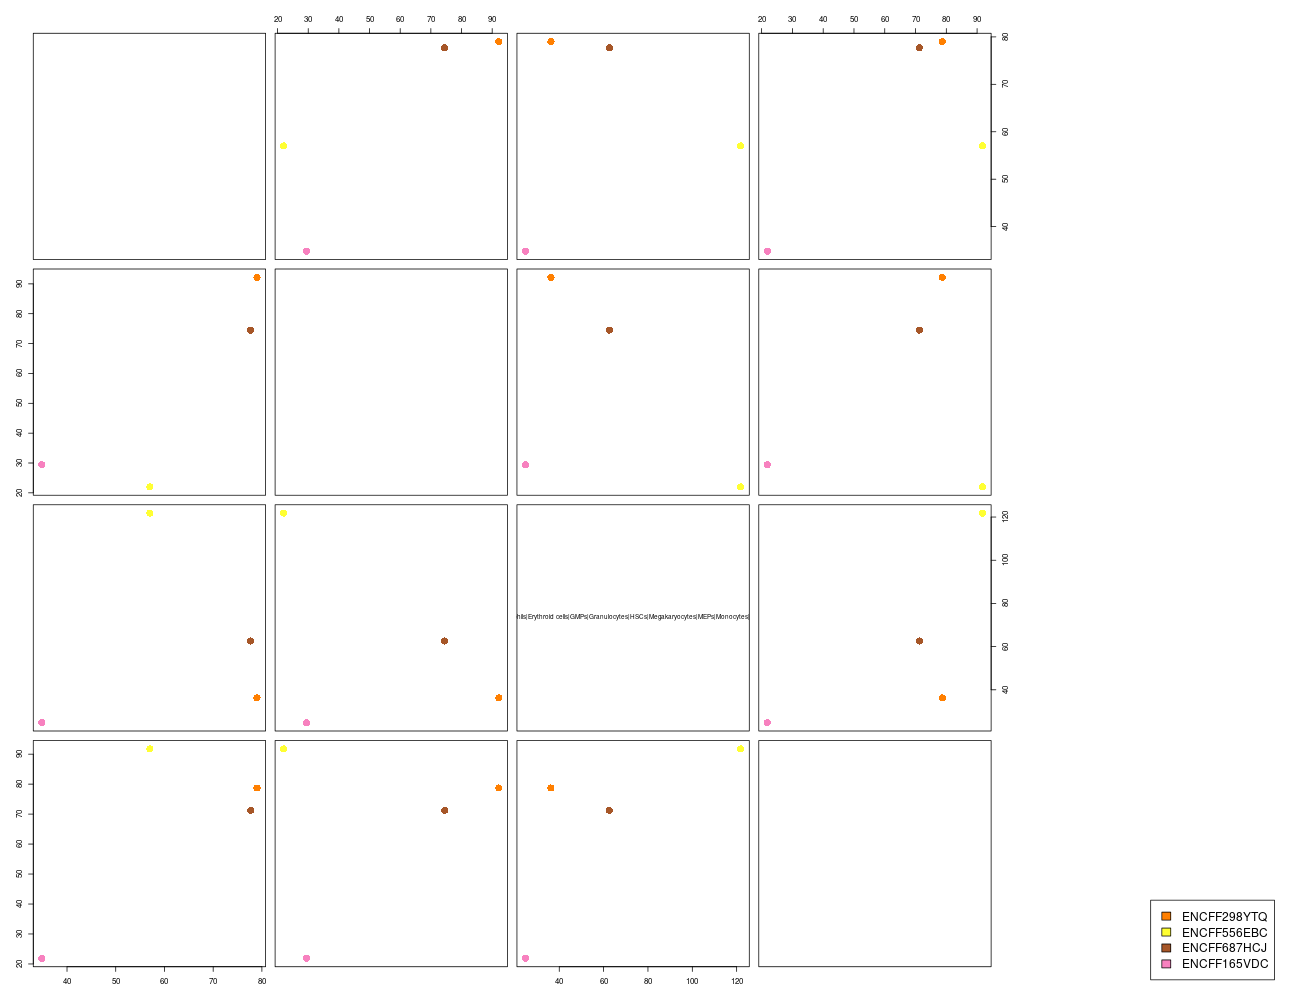 20 30 40 50 60 70 80 90
20 30 40 50 60 70 80 90
40 50 60 70 80
20 30 40 50 60 70 80 90
hils|Erythroid cells|GMPs|Granulocytes|HSCs|Megakaryocytes|MEPs|Monocytes|
40 60 80 100 120
20 30 40 50 60 70 80 90
40 50 60 70 80
40 60 80 100 120
ENCFF298YTQ
ENCFF556EBC
ENCFF687HCJ
ENCFF165VDC